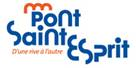 Pont
Saint Esprit
D'une rive à l'autre